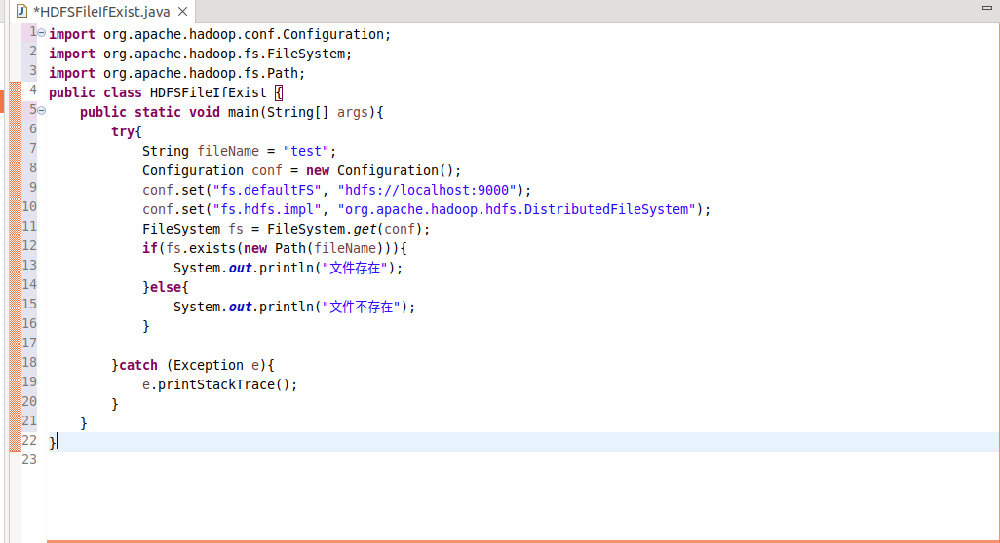 *HDFSFileIfExist.java
1 import org.apache.hadoop.conf.Configuration;
2 import org.apache.hadoop.fs.FileSystem;
3 import org.apache.hadoop.fs.Path;
4 public class HDFSFileIfExist {
5     public static void main(String[] args){
6         try{
7             String fileName = "test";
8             Configuration conf = new Configuration();
9             conf.set("fs.defaultFS", "hdfs://localhost:9000");
10             conf.set("fs.hdfs.impl", "org.apache.hadoop.hdfs.DistributedFileSystem");
11             FileSystem fs = FileSystem.get(conf);
12             if(fs.exists(new Path(fileName))){
13                 System.out.println("文件存在");
14             }else{
15                 System.out.println("文件不存在");
16             }
17
18         }catch (Exception e){
19             e.printStackTrace();
20         }
21     }
22 }
23